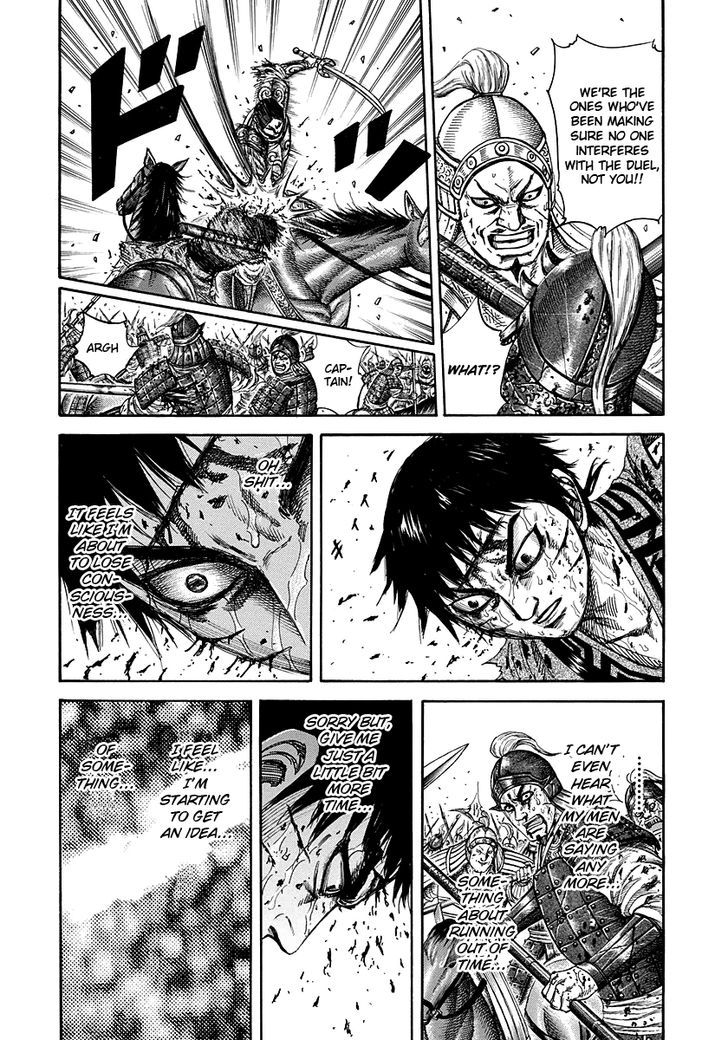 WE'RE THE
ONES WHO'VE
BEEN MAKING
SURE NO ONE
INTERFERES
WITH THE DUEL,
NOT YOU!!
WHAT!?
ドドッ
CAP-
TAIN!
ARGH
OH,
SHIT...
IT FEELS
LIKE I'M
ABOUT
TO LOSE
CON-
SCIOUS-
NESS...
.........
I CAN'T
EVEN,
HEAR
WHAT
MY MEN
ARE
SAYING
ANY
MORE...
SOME-
THING
ABOUT
RUNNING
OUT OF
TIME...
SORRY BUT,
GIVE ME
JUST A
LITTLE BIT
MORE
TIME...
I FEEL
LIKE...
I'M
STARTING
TO GET
AN IDEA...
OF
SOME-
THING...